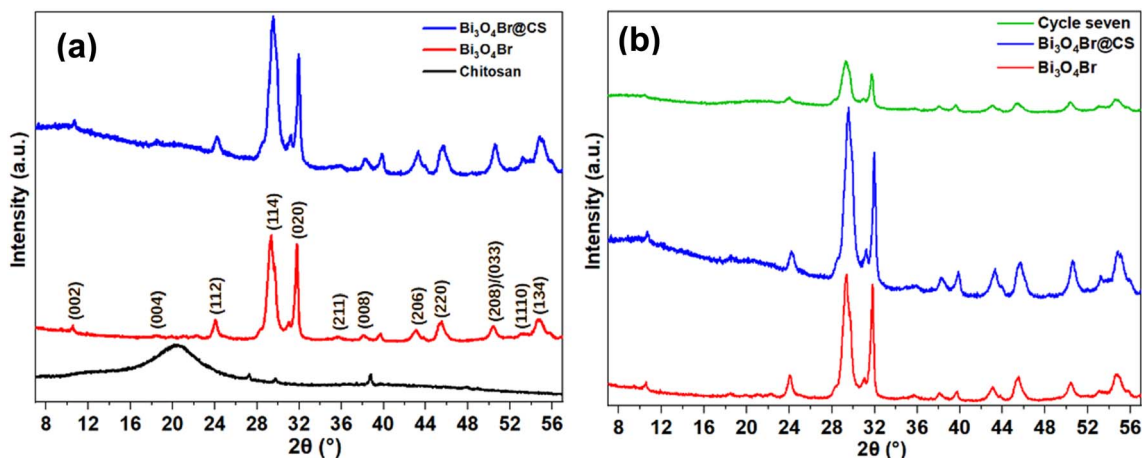 (a)
Bi₃O₄Br@CS
Bi₃O₄Br
Chitosan
Intensity (a.u.)
(002)
(004)
(112)
(114)
(020)
(211)
(008)
(206)
(220)
(208)/(033)
(1110)
(134)
8 12 16 20 24 28 32 36 40 44 48 52 56
2θ (°)
(b)
Cycle seven
Bi₃O₄Br@CS
Bi₃O₄Br
Intensity (a.u.)
8 12 16 20 24 28 32 36 40 44 48 52 56
2θ (°)